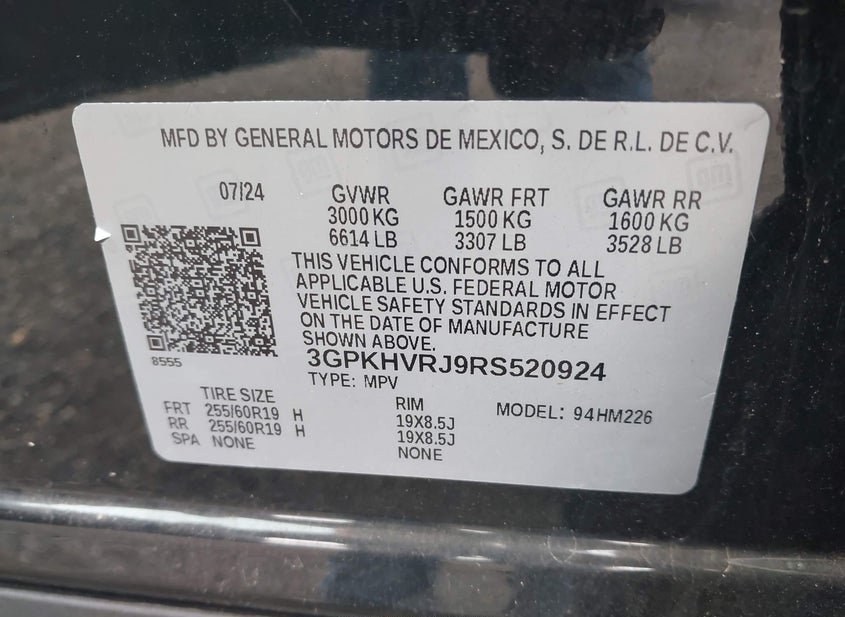 MFD BY GENERAL MOTORS DE MEXICO, S. DE R.L. DE C.V.
07/24 GVWR GAWR FRT GAWR RR
3000 KG 1500 KG 1600 KG
6614 LB 3307 LB 3528 LB
THIS VEHICLE CONFORMS TO ALL
APPLICABLE U.S. FEDERAL MOTOR
VEHICLE SAFETY STANDARDS IN EFFECT
ON THE DATE OF MANUFACTURE
SHOWN ABOVE.
8555
3GPKHVRJ9RS520924
TYPE: MPV
TIRE SIZE RIM MODEL: 94HM226
FRT 255/60R19 H 19X8.5J
RR 255/60R19 H 19X8.5J
SPA NONE NONE